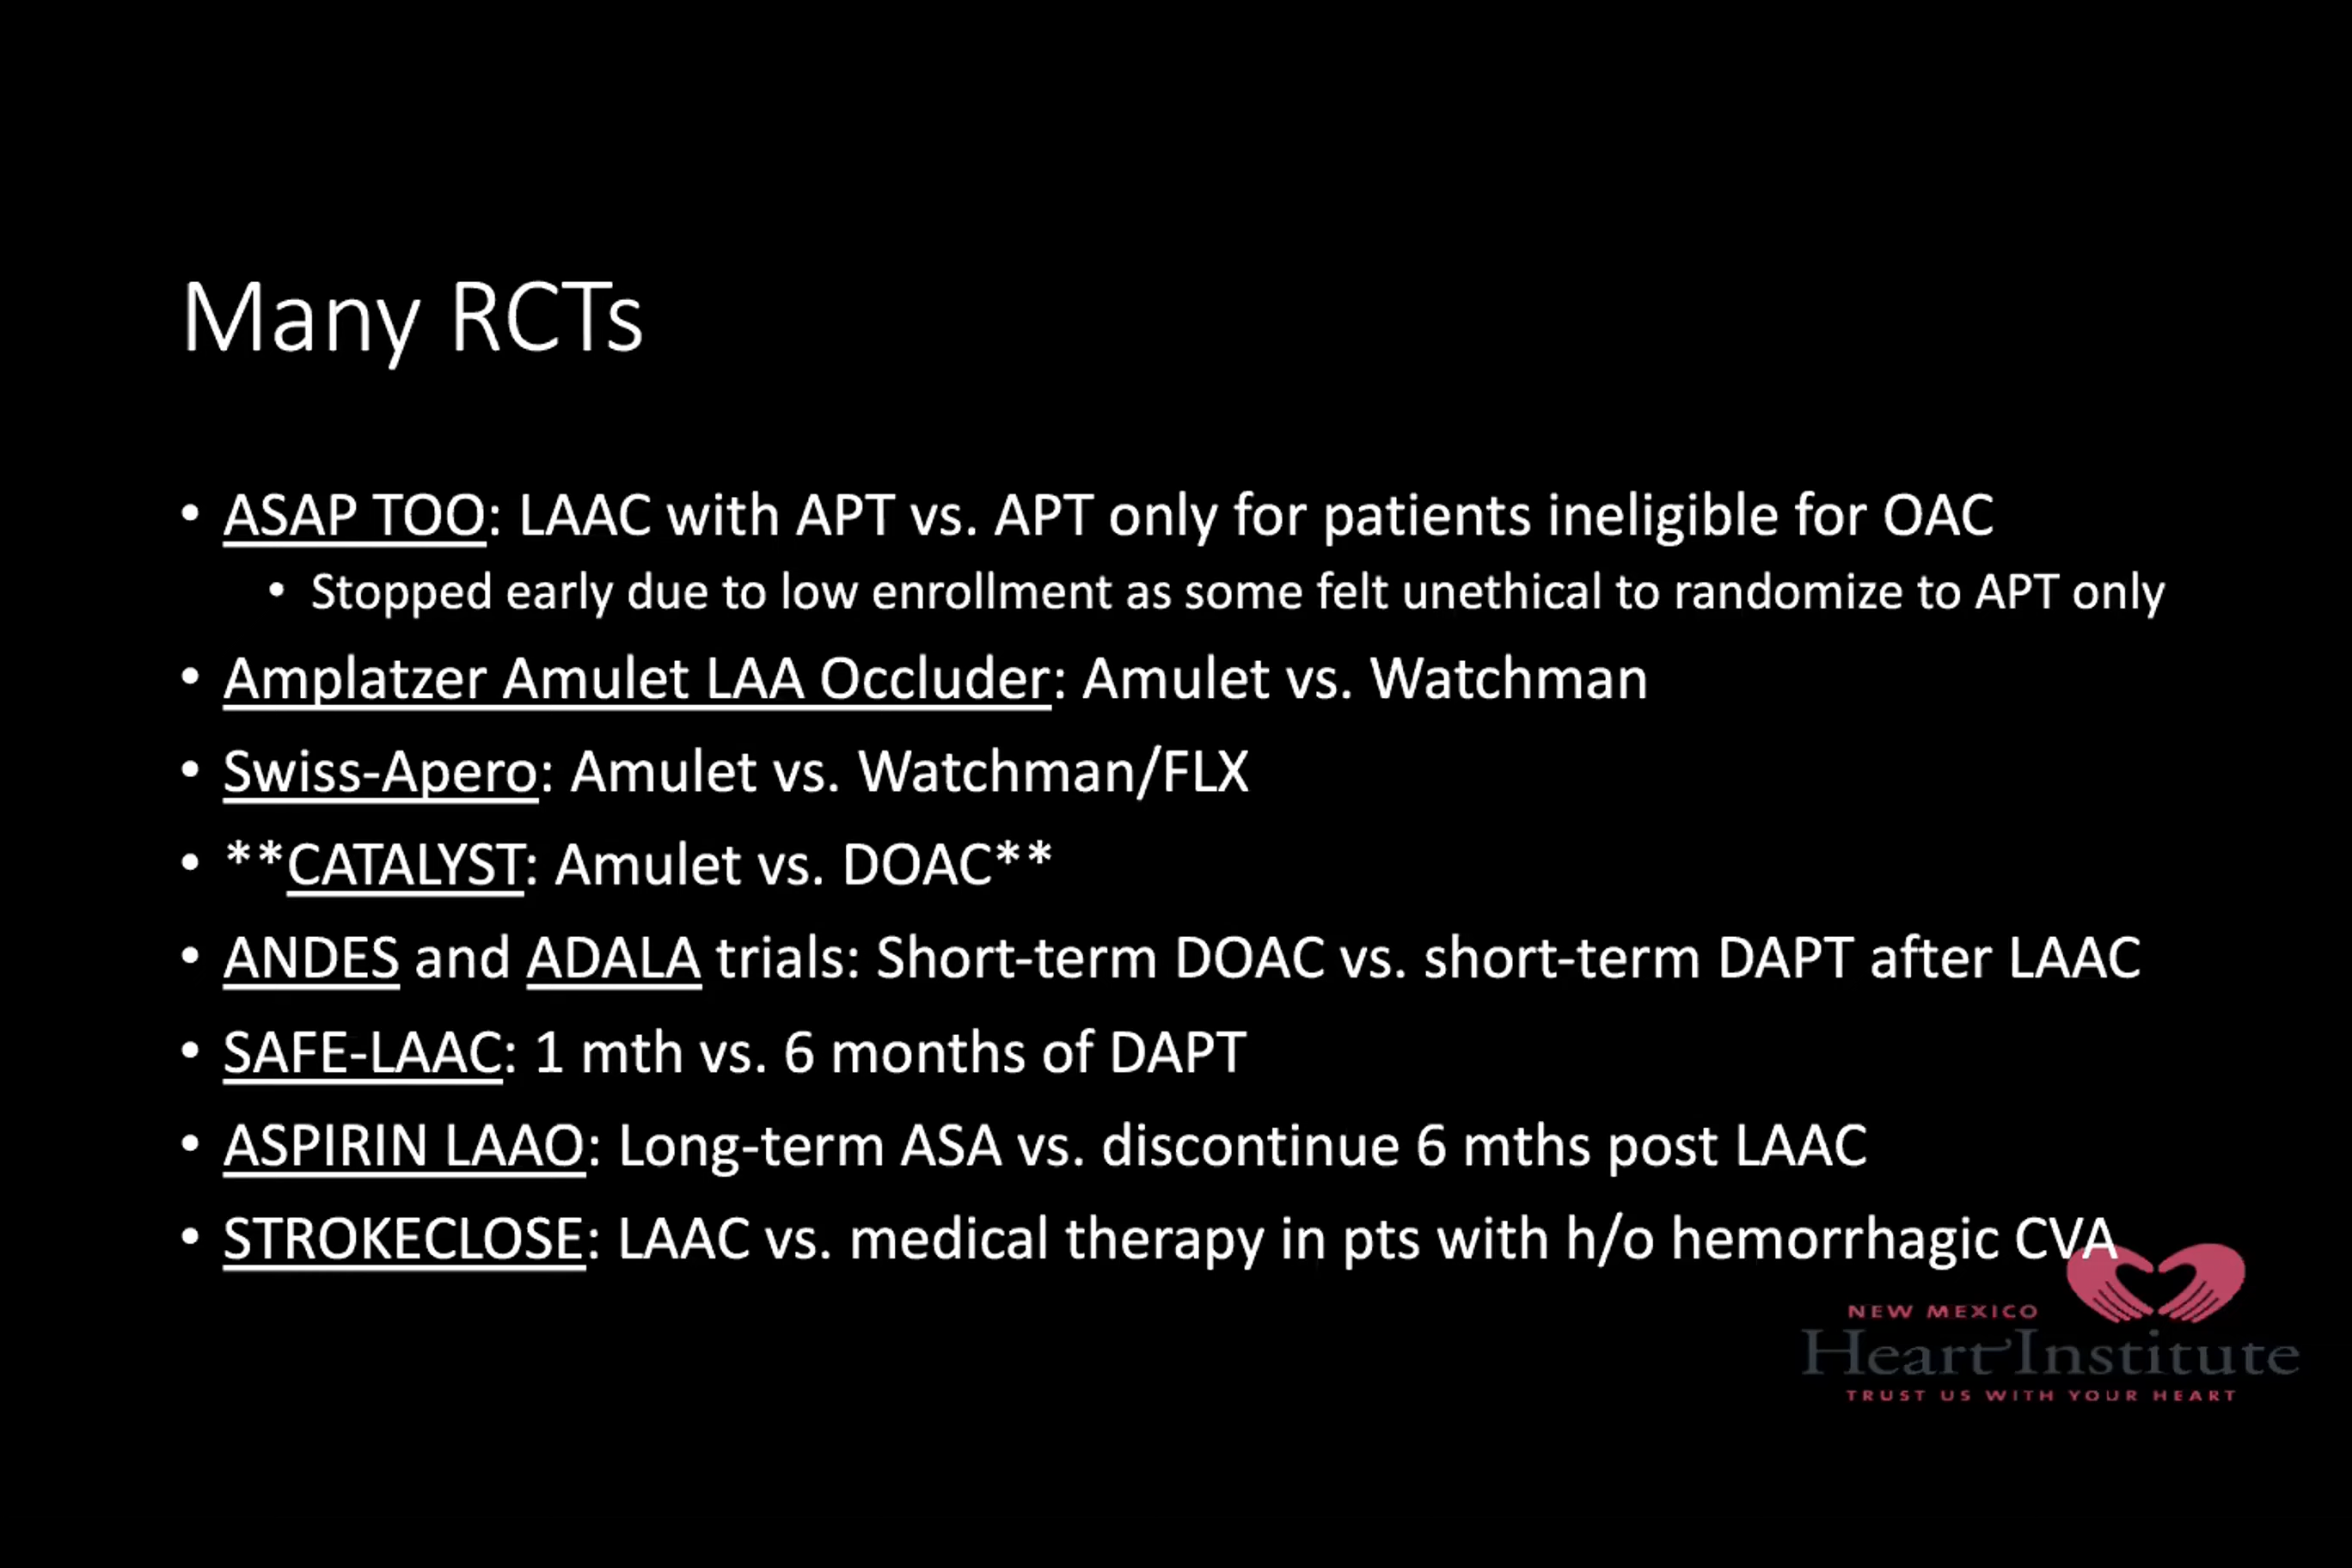 Many RCTs
• ASAP TOO: LAAC with APT vs. APT only for patients ineligible for OAC
• Stopped early due to low enrollment as some felt unethical to randomize to APT only
• Amplatzer Amulet LAA Occluder: Amulet vs. Watchman
• Swiss-Apero: Amulet vs. Watchman/FLX
• **CATALYST: Amulet vs. DOAC**
• ANDES and ADALA trials: Short-term DOAC vs. short-term DAPT after LAAC
• SAFE-LAAC: 1 mth vs. 6 months of DAPT
• ASPIRIN LAAO: Long-term ASA vs. discontinue 6 mths post LAAC
• STROKECLOSE: LAAC vs. medical therapy in pts with h/o hemorrhagic CVA
NEW MEXICO
Heart Institute
TRUST US WITH YOUR HEART